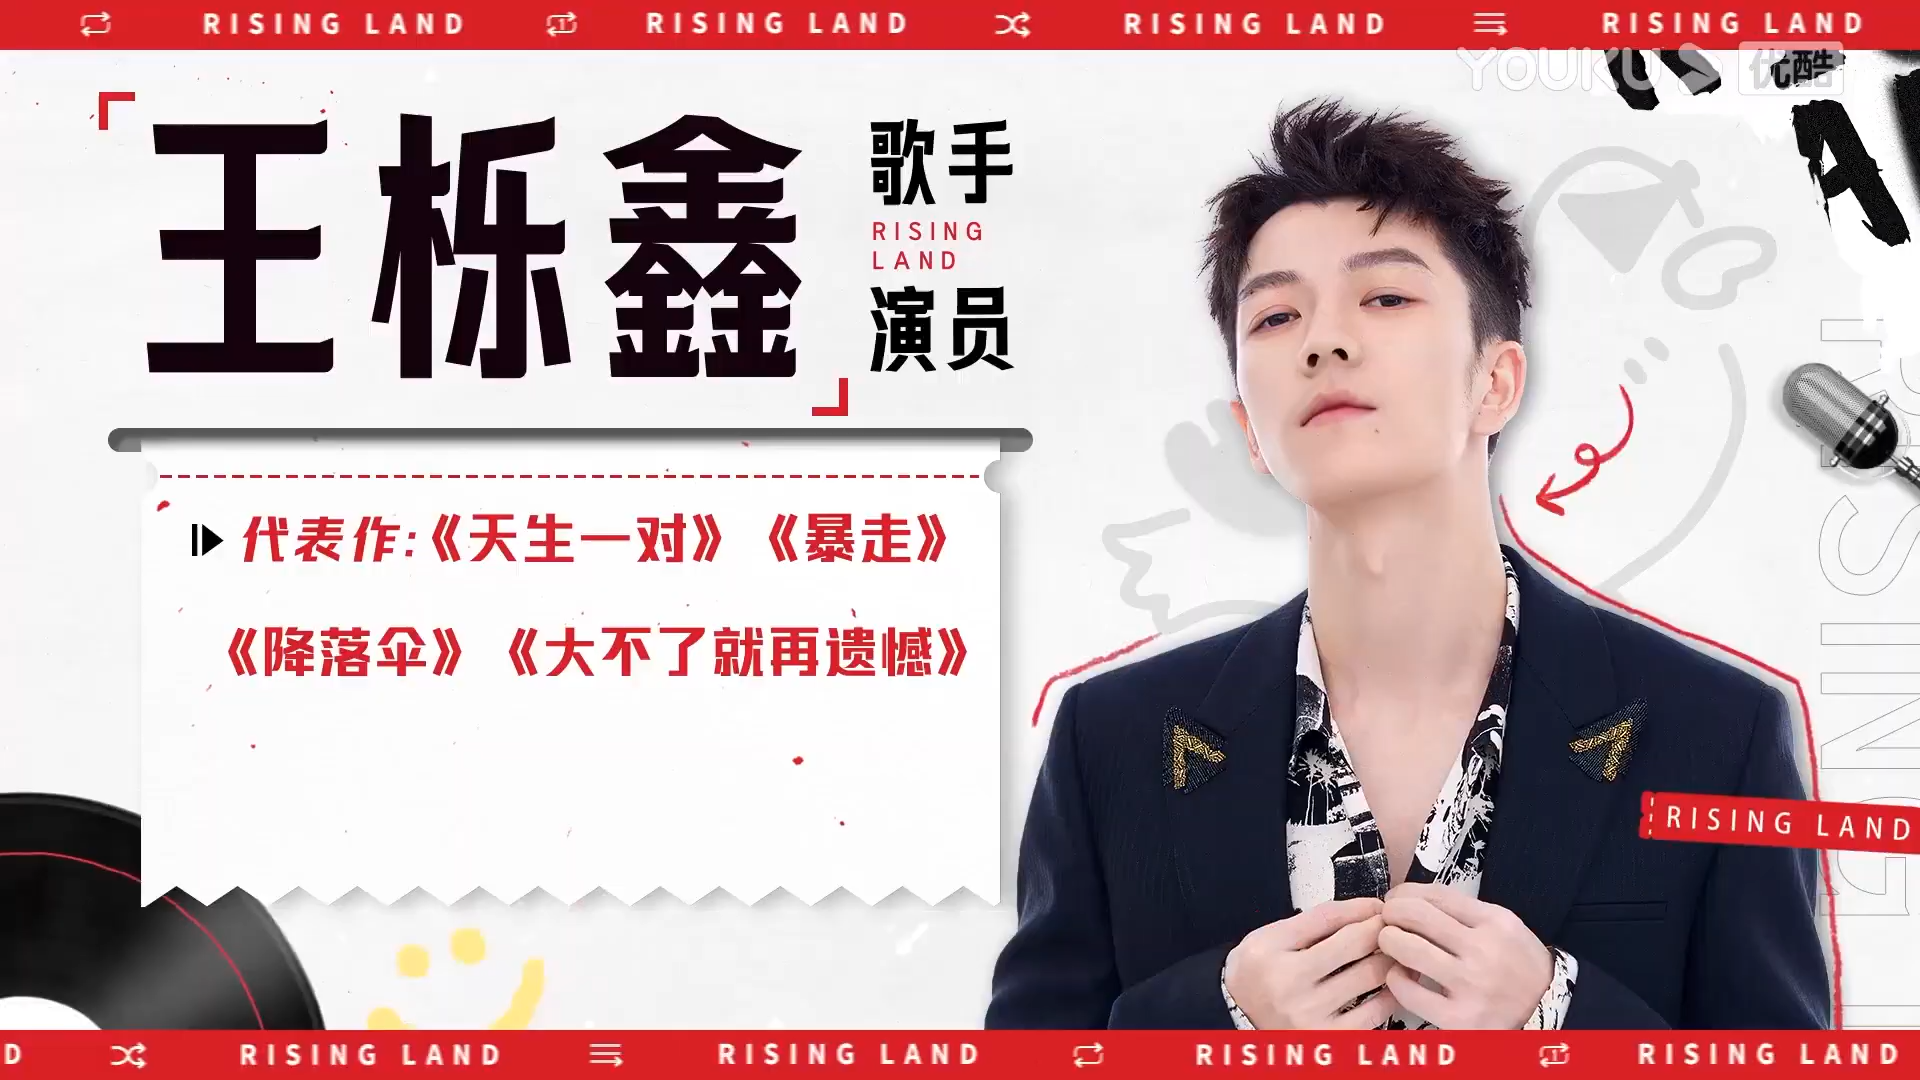 RISING LAND RISING LAND RISING LAND RISING LAND
YOUKU 优酷
王栎鑫
歌手
RISING
LAND
演员
代表作:《天生一对》《暴走》
《降落伞》《大不了就再遗憾》
RISING LAND
D RISING LAND RISING LAND RISING LAND RISING LAND